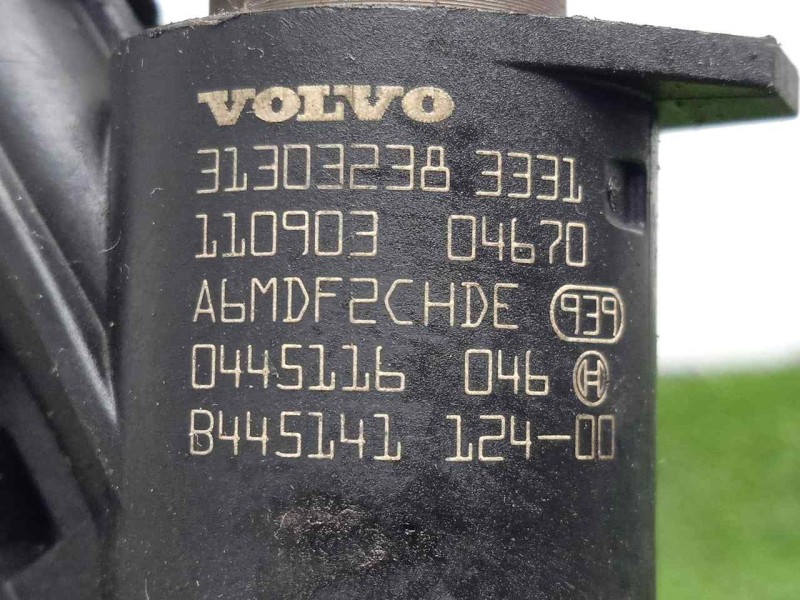 VOLVO
31303238 3331
110903 04670
A6MDF2CHDE 939
0445116 046 H
B445141 124-00